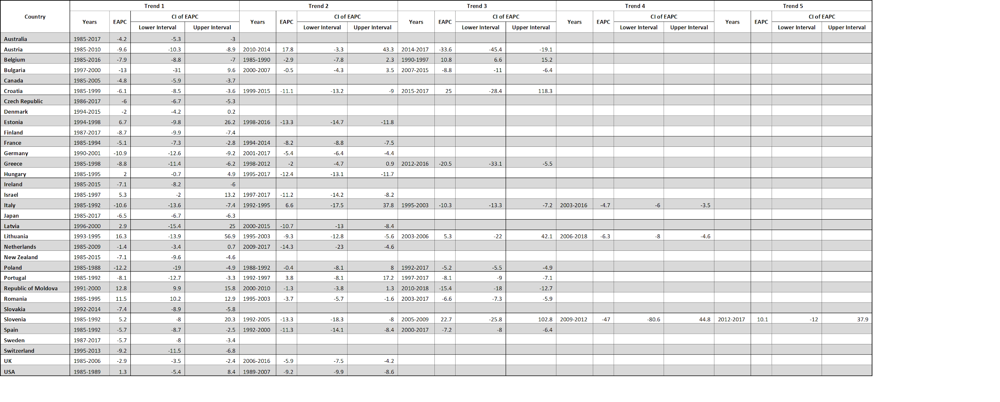 Trend 1 Trend 2 Trend 3 Trend 4 Trend 5
Country Years EAPC CI of EAPC Years EAPC CI of EAPC Years EAPC CI of EAPC Years EAPC CI of EAPC Years EAPC CI of EAPC
Lower Interval Upper Interval Lower Interval Upper Interval Lower Interval Upper Interval Lower Interval Upper Interval Lower Interval Upper Interval
Australia 1985-2017 -4.2 -5.3 -3
Austria 1985-2010 -9.6 -10.3 -8.9 2010-2014 17.8 -3.3 43.3 2014-2017 -33.6 -45.4 -19.1
Belgium 1985-2016 -7.9 -8.8 -7 1985-1990 -2.9 -7.8 2.3 1990-1997 10.8 6.6 15.2
Bulgaria 1997-2000 -13 -31 9.6 2000-2007 -0.5 -4.3 3.5 2007-2015 -8.8 -11 -6.4
Canada 1985-2005 -4.8 -5.9 -3.7
Croatia 1985-1999 -6.1 -8.5 -3.6 1999-2015 -11.1 -13.2 -9 2015-2017 25 -28.4 118.3
Czech Republic 1986-2017 -6 -6.7 -5.3
Denmark 1994-2015 -2 -4.2 0.2
Estonia 1994-1998 6.7 -9.8 26.2 1998-2016 -13.3 -14.7 -11.8
Finland 1987-2017 -8.7 -9.9 -7.4
France 1985-1994 -5.1 -7.3 -2.8 1994-2014 -8.2 -8.8 -7.5
Germany 1990-2001 -10.9 -12.6 -9.2 2001-2017 -5.4 -6.4 -4.4
Greece 1985-1998 -8.8 -11.4 -6.2 1998-2012 -2 -4.7 0.9 2012-2016 -20.5 -33.1 -5.5
Hungary 1985-1995 2 -0.7 4.9 1995-2017 -12.4 -13.1 -11.7
Ireland 1985-2015 -7.1 -8.2 -6
Israel 1985-1997 5.3 -2 13.2 1997-2017 -11.2 -14.2 -8.2
Italy 1985-1992 -10.6 -13.6 -7.4 1992-1995 6.6 -17.5 37.8 1995-2003 -10.3 -13.3 -7.2 2003-2016 -4.7 -6 -3.5
Japan 1985-2017 -6.5 -6.7 -6.3
Latvia 1996-2000 2.9 -15.4 25 2000-2015 -10.7 -13 -8.4
Lithuania 1993-1995 16.3 -13.9 56.9 1995-2003 -9.3 -12.8 -5.6 2003-2006 5.3 -22 42.1 2006-2018 -6.3 -8 -4.6
Netherlands 1985-2009 -1.4 -3.4 0.7 2009-2017 -14.3 -23 -4.6
New Zealand 1985-2015 -7.1 -9.6 -4.6
Poland 1985-1988 -12.2 -19 -4.9 1988-1992 -0.4 -8.1 8 1992-2017 -5.2 -5.5 -4.9
Portugal 1985-1992 -8.1 -12.7 -3.3 1992-1997 3.8 -8.1 17.2 1997-2017 -8.1 -9 -7.1
Republic of Moldova 1991-2000 12.8 9.9 15.8 2000-2010 -1.3 -3.8 1.3 2010-2018 -15.4 -18 -12.7
Romania 1985-1995 11.5 10.2 12.9 1995-2003 -3.7 -5.7 -1.6 2003-2017 -6.6 -7.3 -5.9
Slovakia 1992-2014 -7.4 -8.9 -5.8
Slovenia 1985-1992 5.2 -8 20.3 1992-2005 -13.3 -18.3 -8 2005-2009 22.7 -25.8 102.8 2009-2012 -47 -80.6 44.8 2012-2017 10.1 -12 37.9
Spain 1985-1992 -5.7 -8.7 -2.5 1992-2000 -11.3 -14.1 -8.4 2000-2017 -7.2 -8 -6.4
Sweden 1987-2017 -5.7 -8 -3.4
Switzerland 1995-2013 -9.2 -11.5 -6.8
UK 1985-2006 -2.9 -3.5 -2.4 2006-2016 -5.9 -7.5 -4.2
USA 1985-1989 1.3 -5.4 8.4 1989-2007 -9.2 -9.9 -8.6